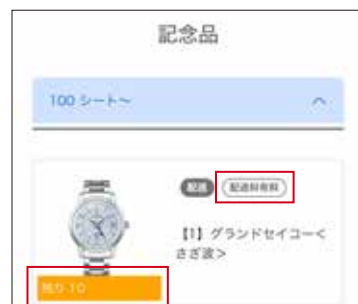 記念品
100 シート〜
配送
配送料有料
【1】グランドセイコー<
さざ波>
残り 10